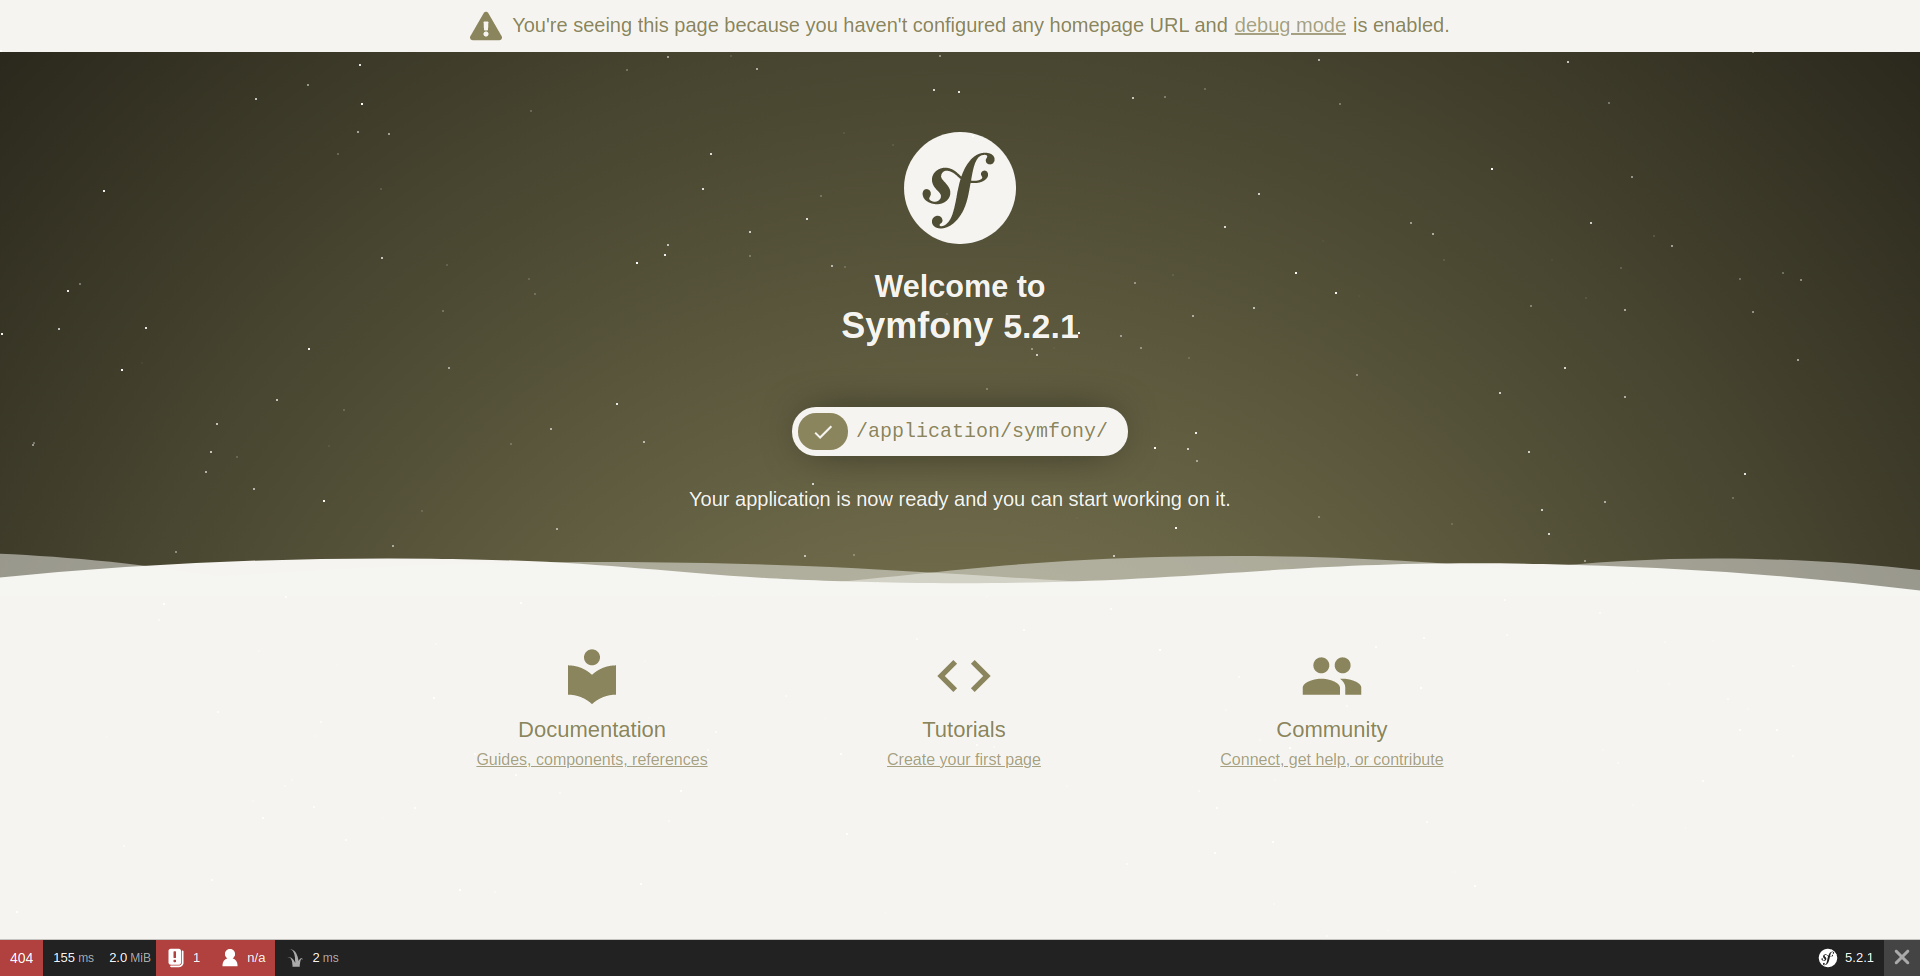 You're seeing this page because you haven't configured any homepage URL and debug mode is enabled.
sf
Welcome to
Symfony 5.2.1
/application/symfony/
Your application is now ready and you can start working on it.
Documentation
Guides, components, references
Tutorials
Create your first page
Community
Connect, get help, or contribute
404 155 ms 2.0 MiB 1 n/a 2 ms sf 5.2.1